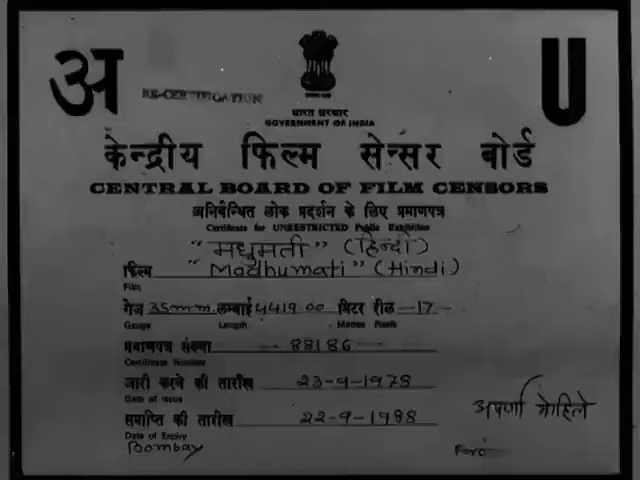 अ
U
RE-CERTIFICATION
भारत सरकार
GOVERNMENT OF INDIA
केन्द्रीय फिल्म सेन्सर बोर्ड
CENTRAL BOARD OF FILM CENSORS
अनिर्बन्धित लोक प्रदर्शन के लिए प्रमाणपत्र
Certificate for UNRESTRICTED Public Exhibition
"मधुमती" (हिन्दी)
फिल्म "Madhumati" (Hindi)
Film
गेज 35mm. लम्बाई 4419.00 मिटर रील -17-
Gauge Length Metres Reels
प्रमाणपत्र संख्या - 88186 -
Certificate Number
जारी करने की तारीख 23-9-1978
Date of Issue
समाप्ति की तारीख 22-9-1988
Date of Expiry
Bombay
अपर्णा मोहिले